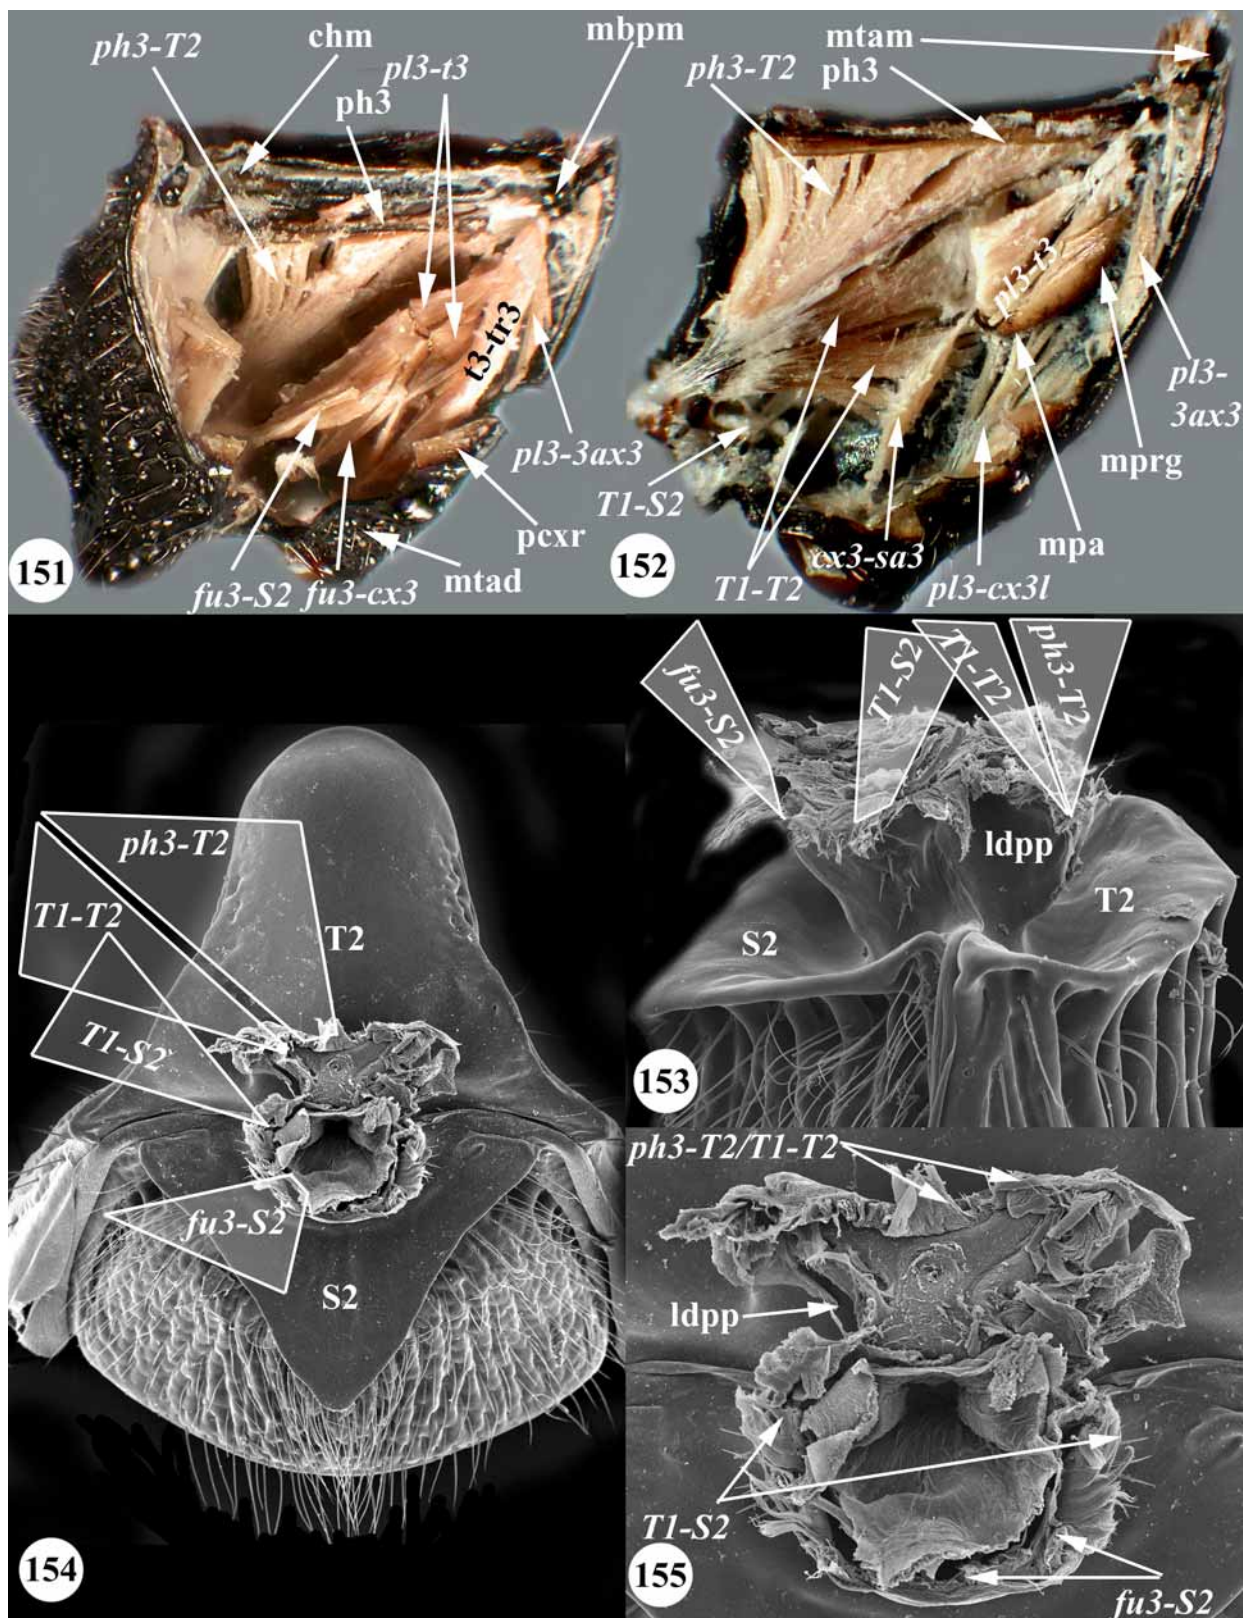 ph3-T2
chm
ph3
pl3-t3
mbpm
t3-tr3
pl3-3ax3
pcxr
mtad
fu3-cx3
fu3-S2
151
ph3-T2
mtam
ph3
pl3-t3
pl3-
3ax3
mprg
mpa
pl3-cx3l
cx3-sa3
T1-T2
T1-S2
152
fu3-S2
T1-S2
T1-T2
ph3-T2
ldpp
S2
T2
153
ph3-T2
T1-T2
T2
T1-S2
fu3-S2
S2
154
ph3-T2/T1-T2
ldpp
T1-S2
fu3-S2
155